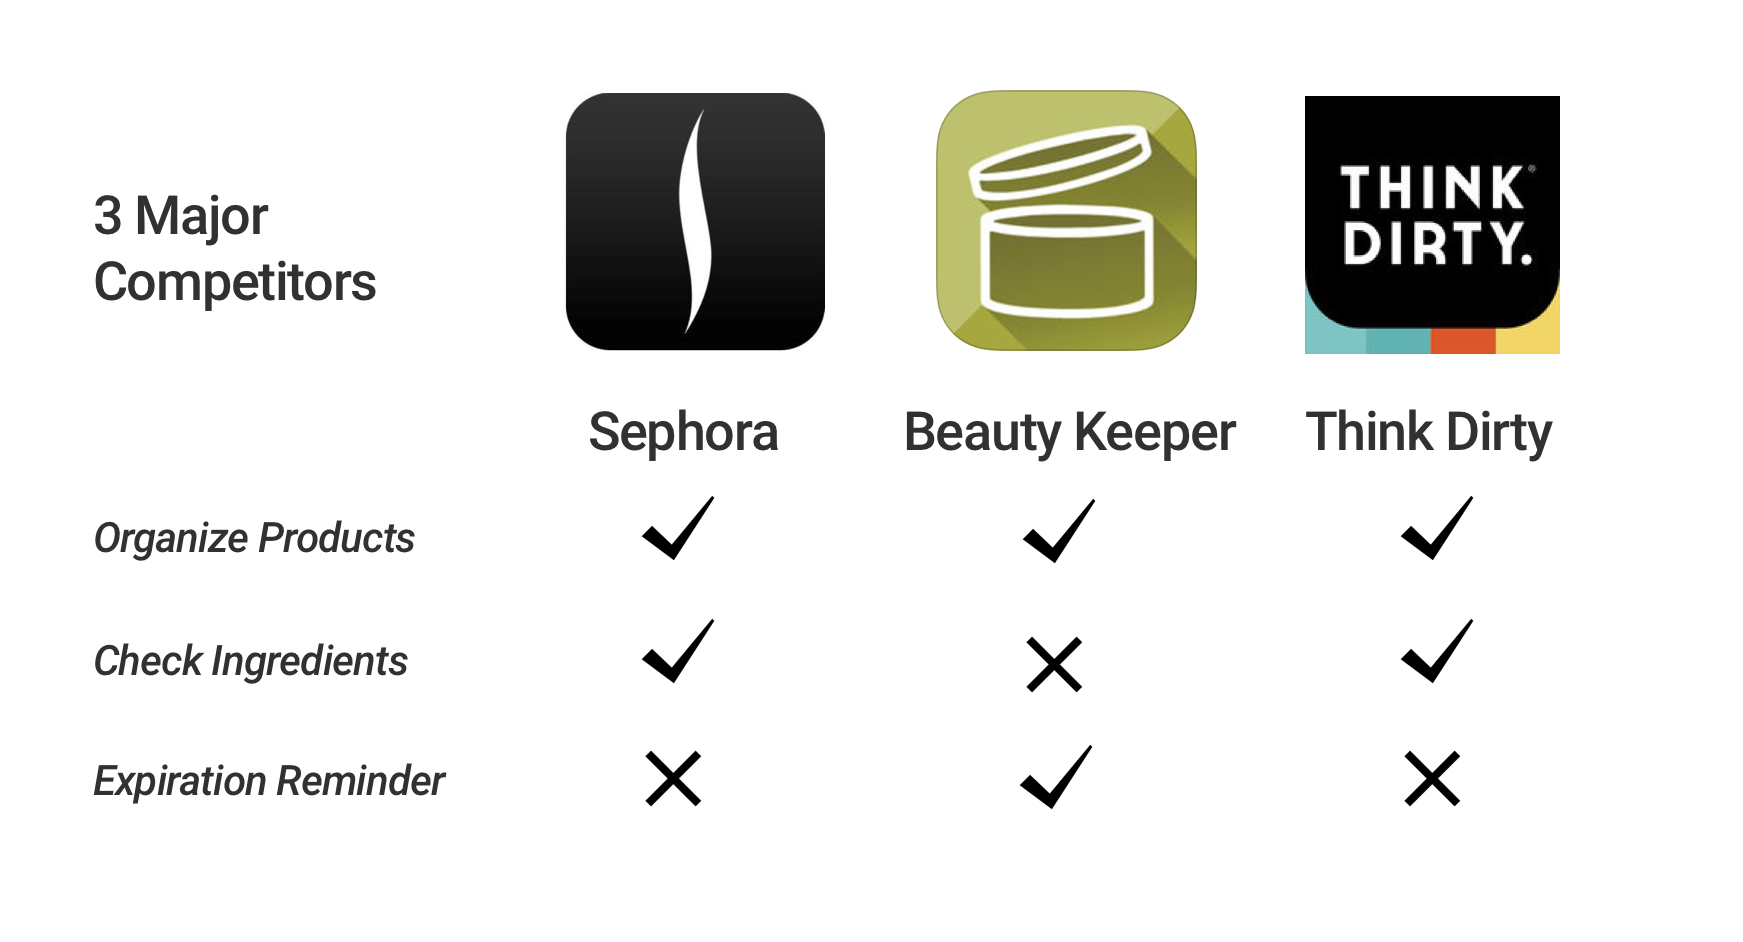 3 Major
Competitors
THINK®
DIRTY.
Sephora Beauty Keeper Think Dirty
Organize Products
Check Ingredients
Expiration Reminder